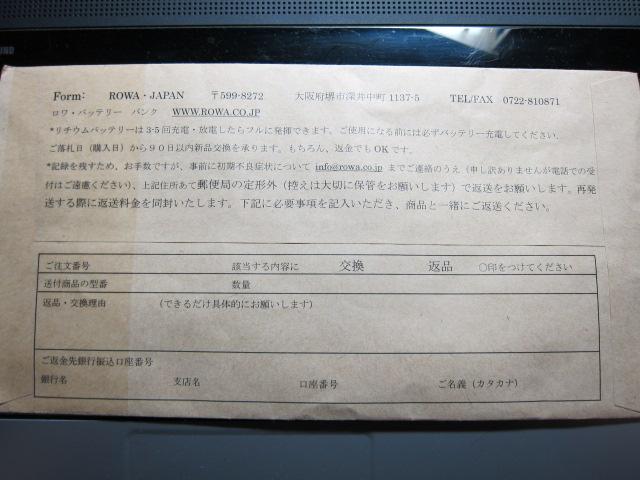 UND
Form: ROWA・JAPAN 〒599-8272 大阪府堺市深井中町 1137-5 TEL/FAX 0722-810871
ロワ・バッテリー バンク WWW.ROWA.CO.JP
*リチウムバッテリーは 3-5 回充電・放電したらフルに発揮できます。ご使用になる前には必ずバッテリー充電してください.
ご落札日（購入日）から９０日以内新品交換を承ります。もちろん、返金でもＯＫです。
*記録を残すため、お手数ですが、事前に初期不良症状について info@rowa.co.jp までご連絡のうえ（申し訳ありませんが電話での受
付はご遠慮ください）、上記住所あて郵便局の定形外（控えは大切に保管をお願いします）で返送をお願いします。再発
送する際に返送料金を同封いたします。下記に必要事項を記入いただき、商品と一緒にご返送ください。
ご注文番号 該当する内容に 交換 返品 〇印をつけてください
送付商品の型番 数量
返品・交換理由 （できるだけ具体的にお願いします）
ご返金先銀行振込口座番号
銀行名 支店名 口座番号 ご名義（カタカナ）